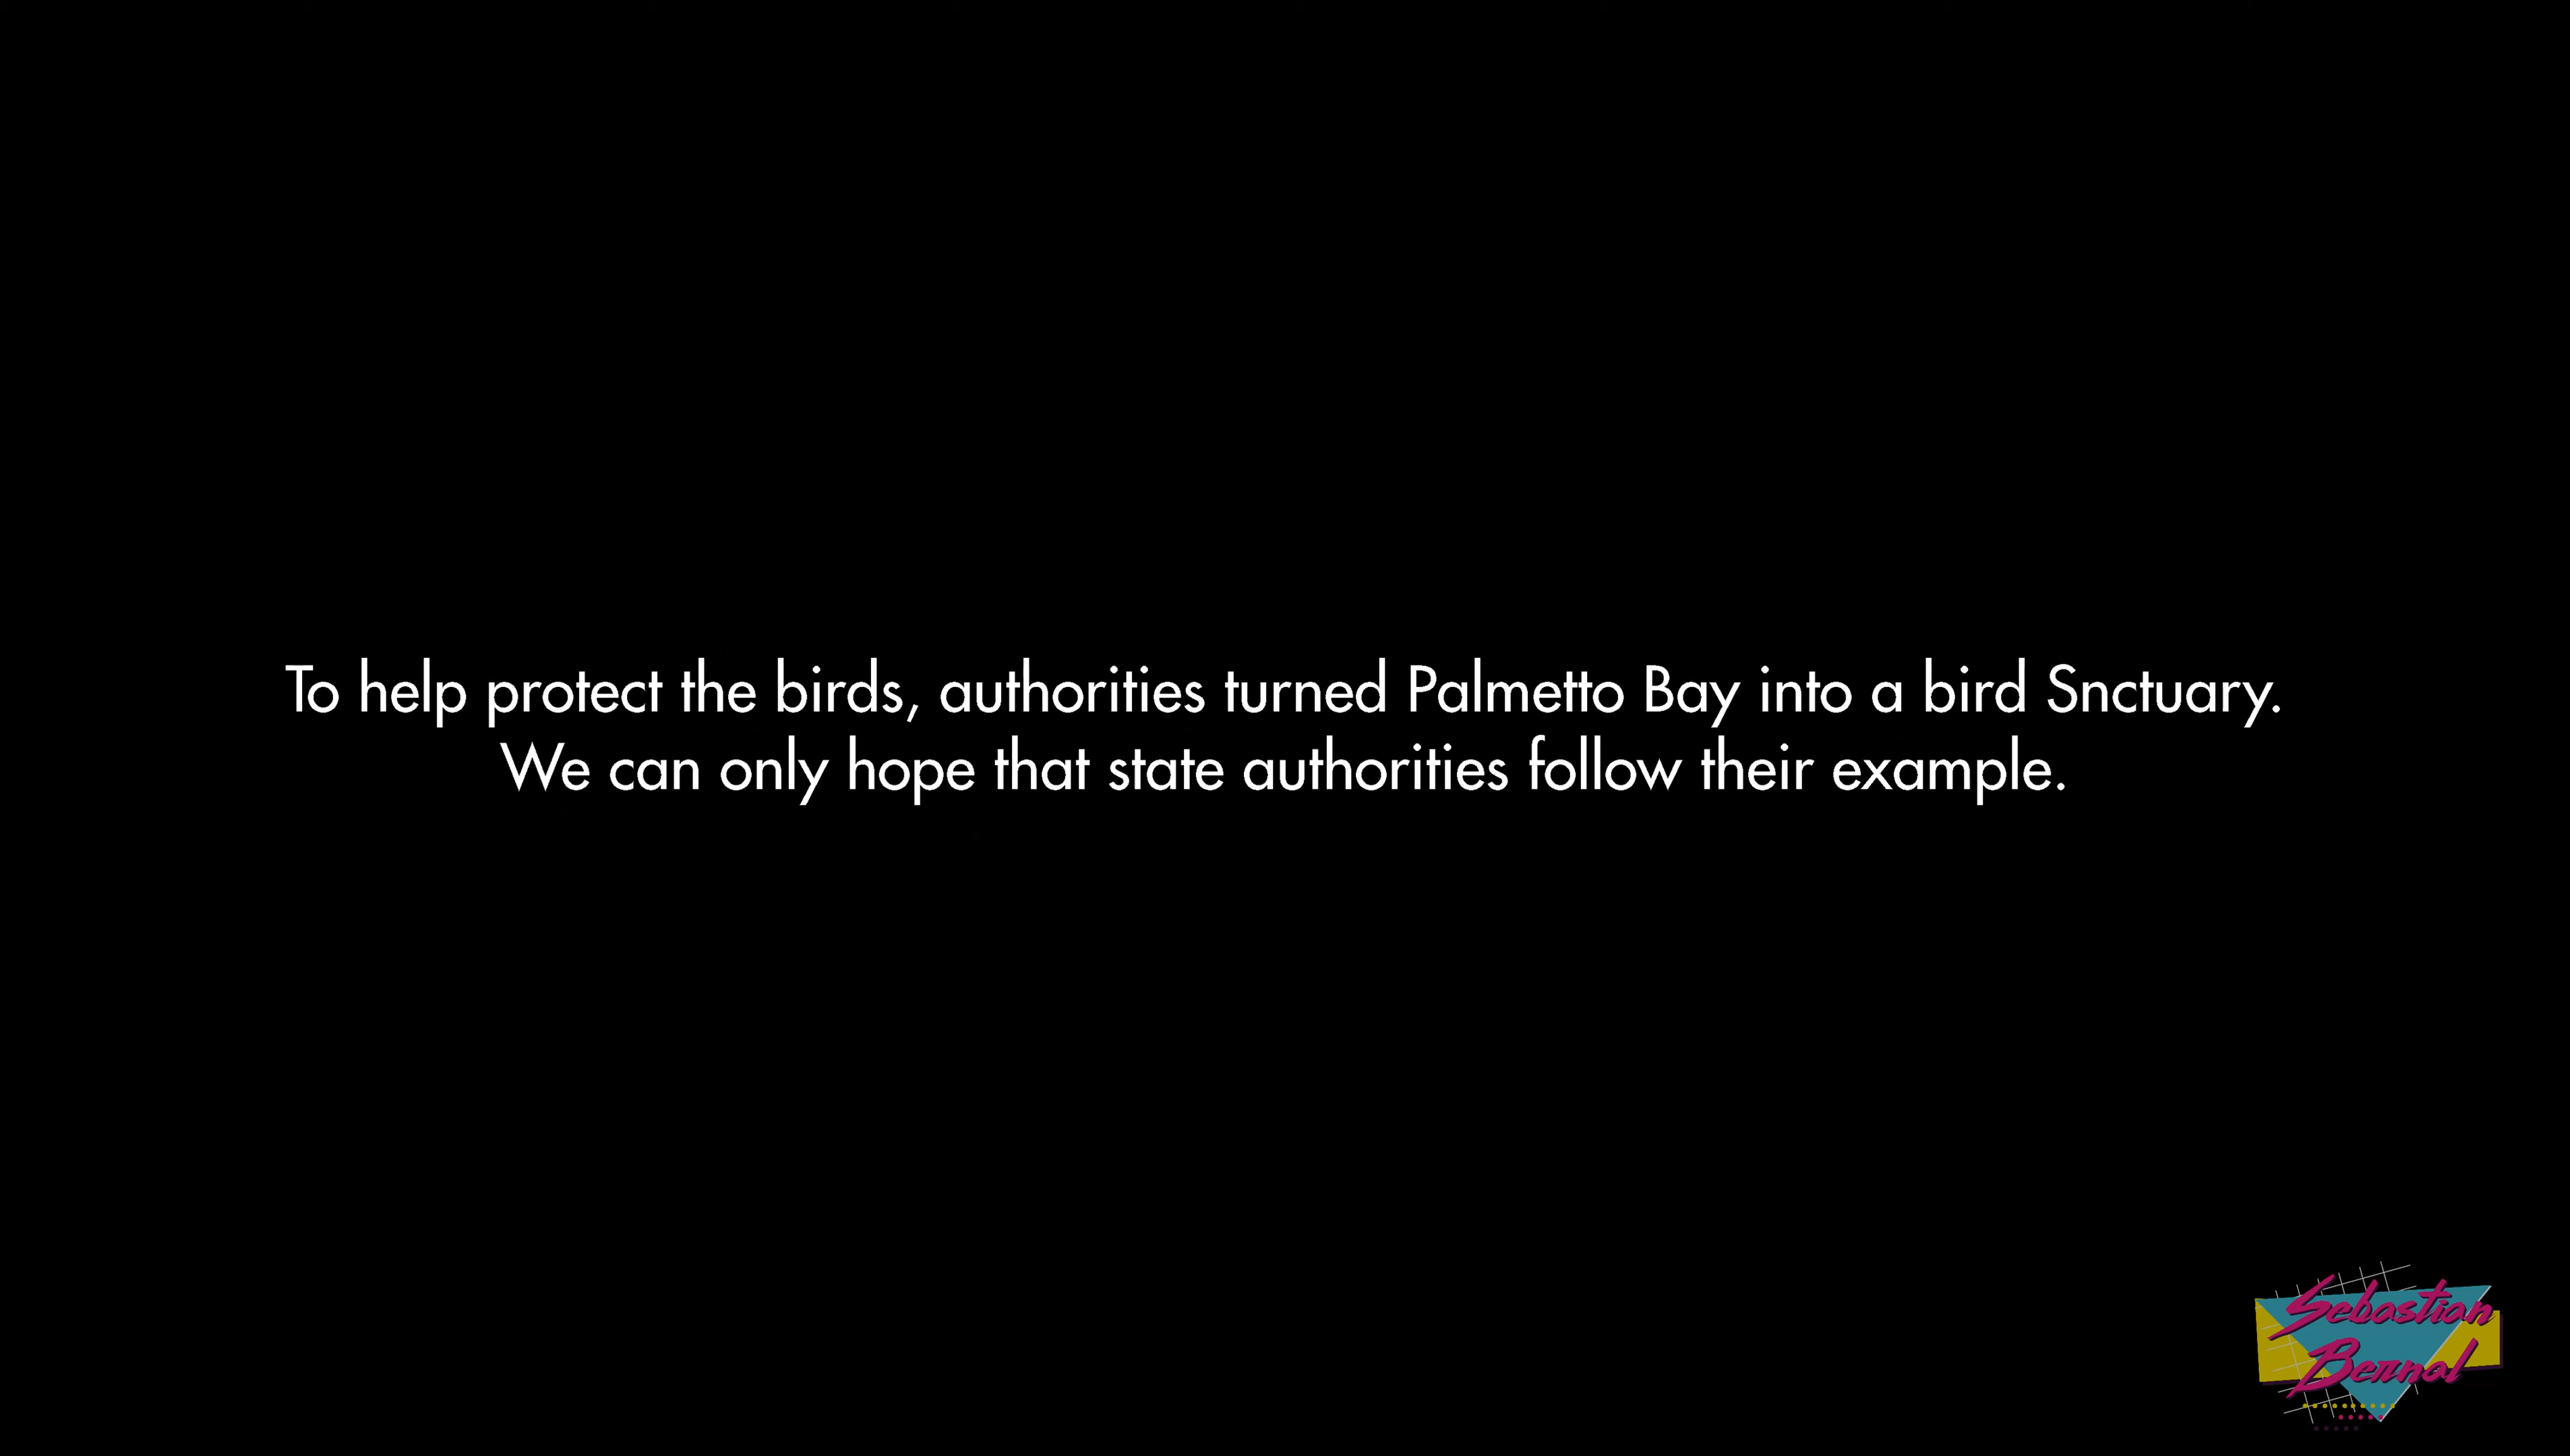 To help protect the birds, authorities turned Palmetto Bay into a bird Snctuary.
We can only hope that state authorities follow their example.
Sebastian
Bernal